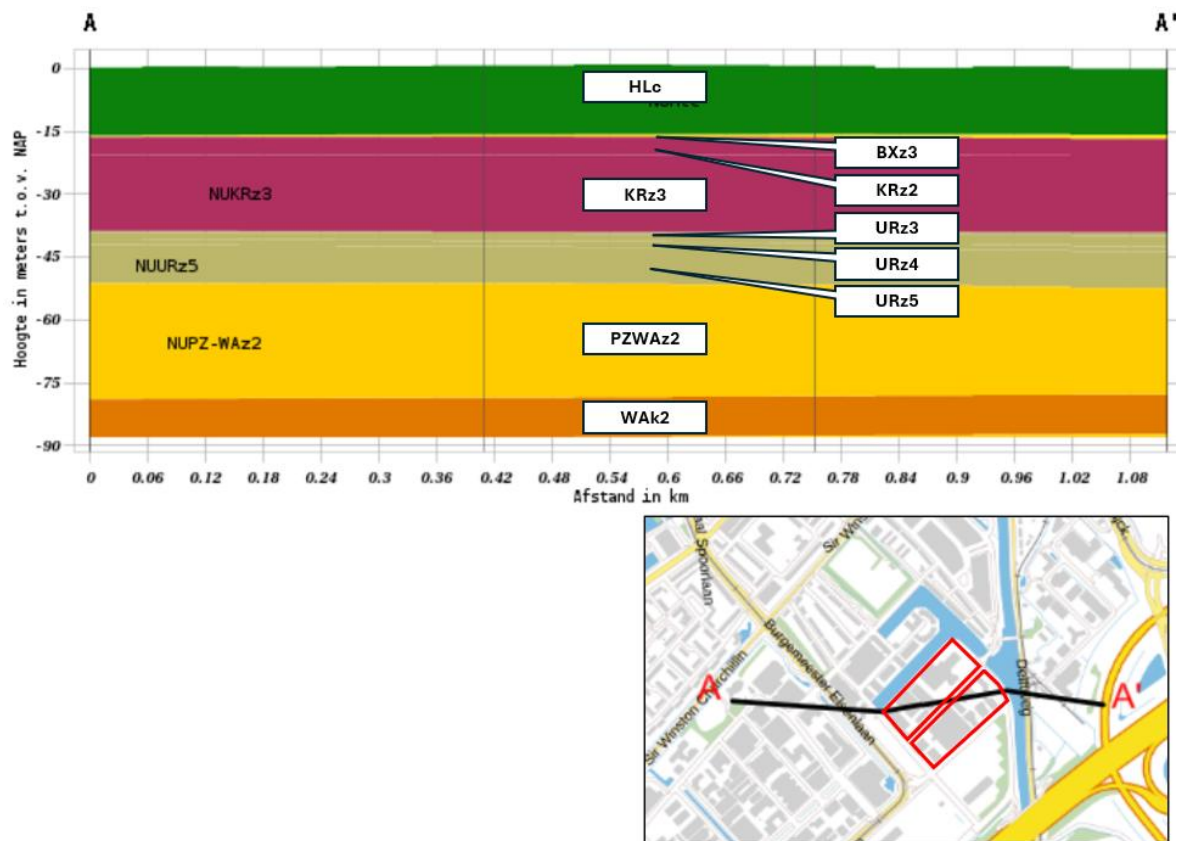 A A'
0
HLc
-15
BXz3
KRz2
-30
NUKRz3
KRz3
URz3
-45
NUURz5
URz4
URz5
-60
NUPZ-WAz2
PZWAz2
-75
WAk2
-90
Hoogte in meters t.o.v. NAP
0 0.06 0.12 0.18 0.24 0.3 0.36 0.42 0.48 0.54 0.6 0.66 0.72 0.78 0.84 0.9 0.96 1.02 1.08
Afstand in km
aal Spoorlaan
Sir Win
Burgemeester Elsenlaan
Sir Winston Churchillln
Delftweg
A
A'